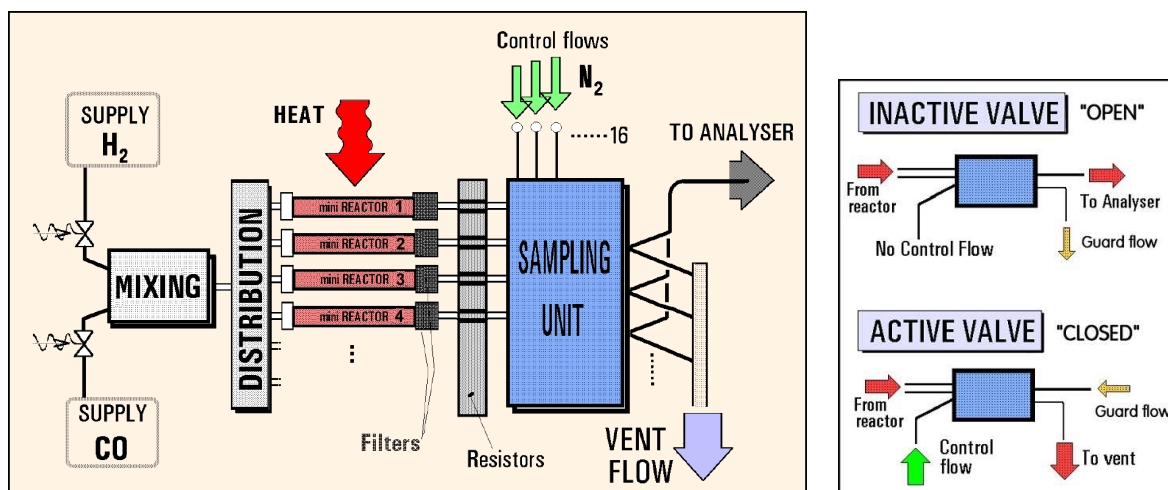 Control flows
N2
SUPPLY
H2
HEAT
......16
TO ANALYSER
MIXING
DISTRIBUTION
mini REACTOR 1
mini REACTOR 2
mini REACTOR 3
mini REACTOR 4
SAMPLING
UNIT
SUPPLY
CO
Filters
Resistors
VENT
FLOW
INACTIVE VALVE "OPEN"
From
reactor
To Analyser
No Control Flow
Guard flow
ACTIVE VALVE "CLOSED"
From
reactor
Guard flow
Control
flow
To vent